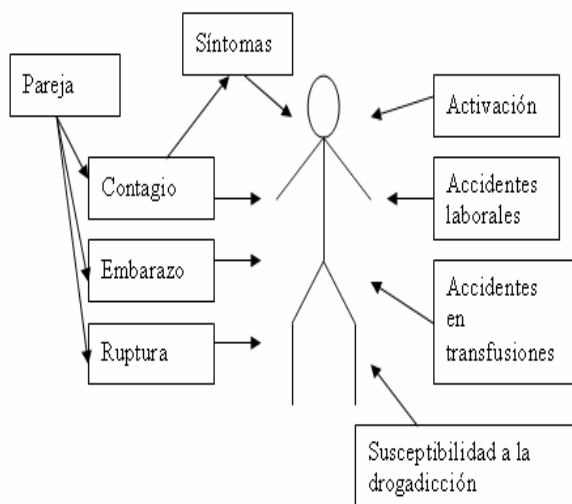 Síntomas
Pareja
Activación
Contagio
Accidentes
laborales
Embarazo
Accidentes
en
transfusiones
Ruptura
Susceptibilidad a la
drogadicción